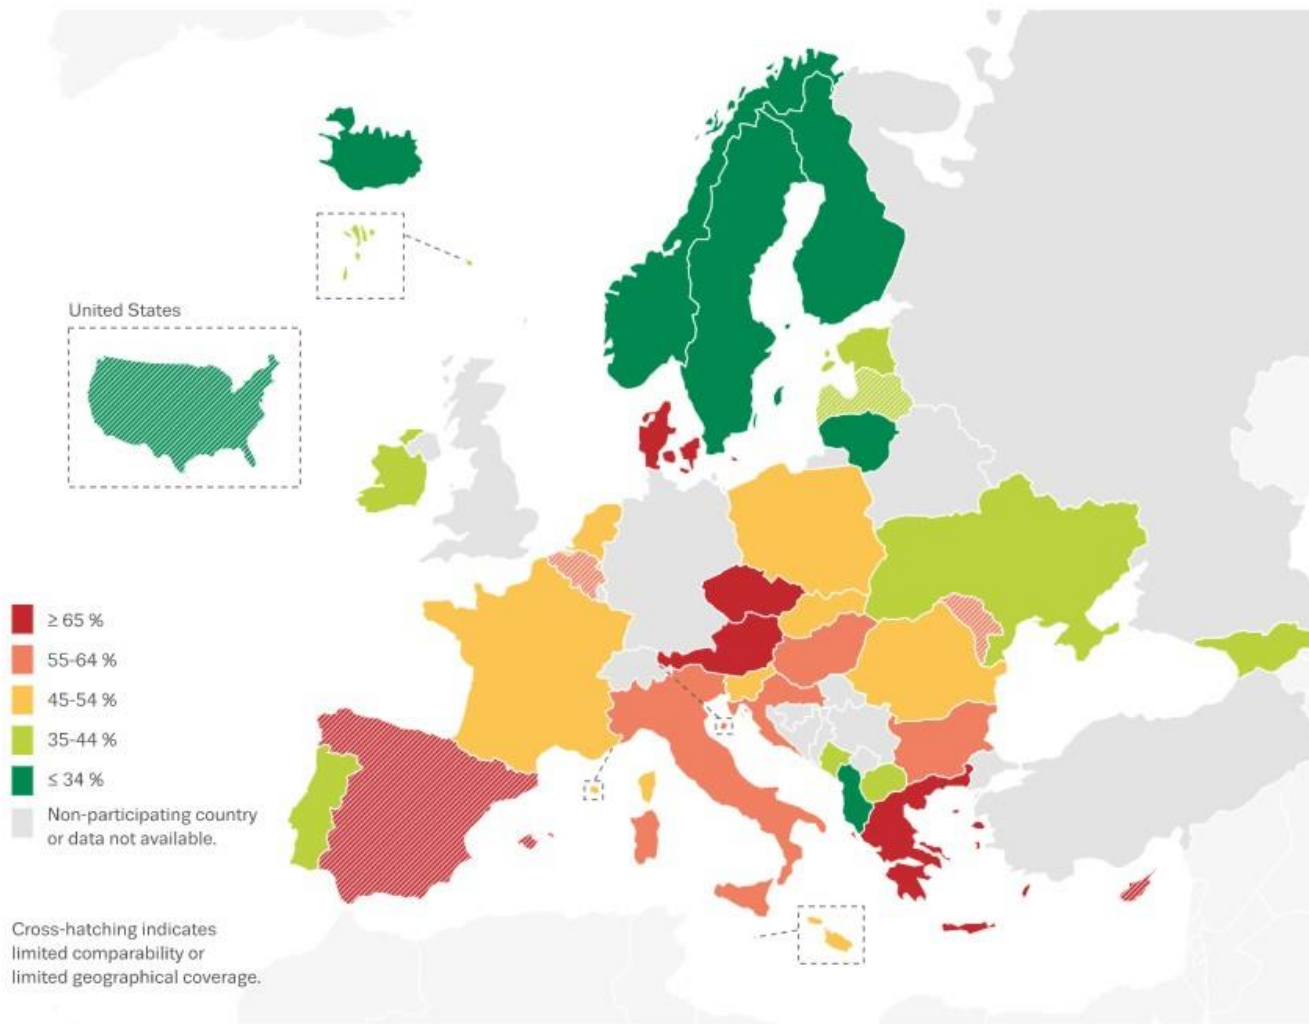 United States
≥ 65 %
55-64 %
45-54 %
35-44 %
≤ 34 %
Non-participating country
or data not available.
Cross-hatching indicates
limited comparability or
limited geographical coverage.